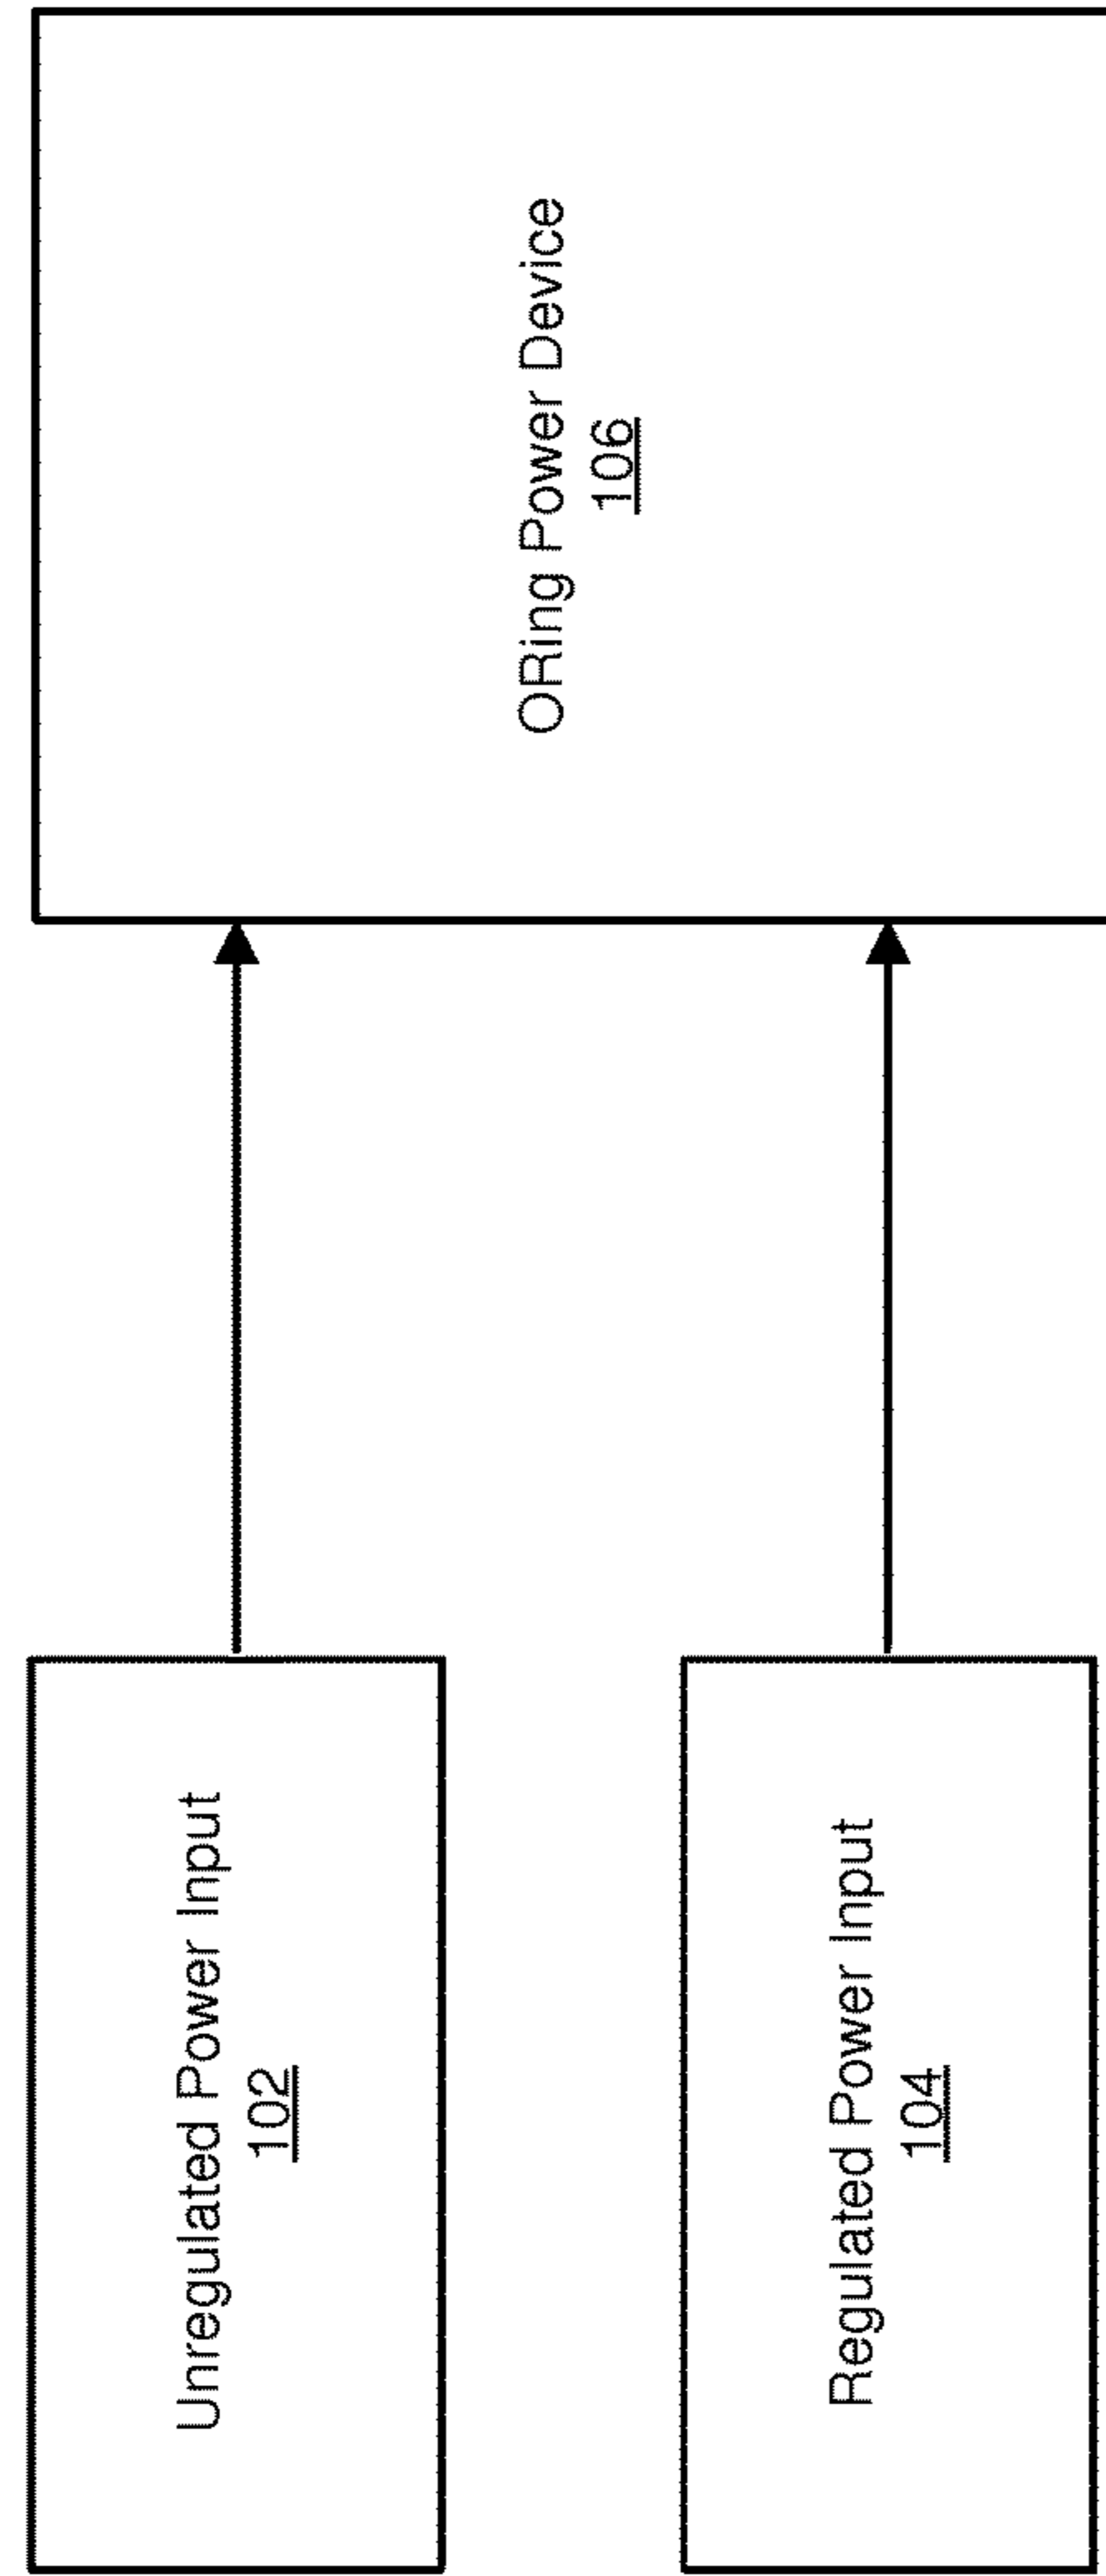 Unregulated Power Input
102
Regulated Power Input
104
ORing Power Device
106